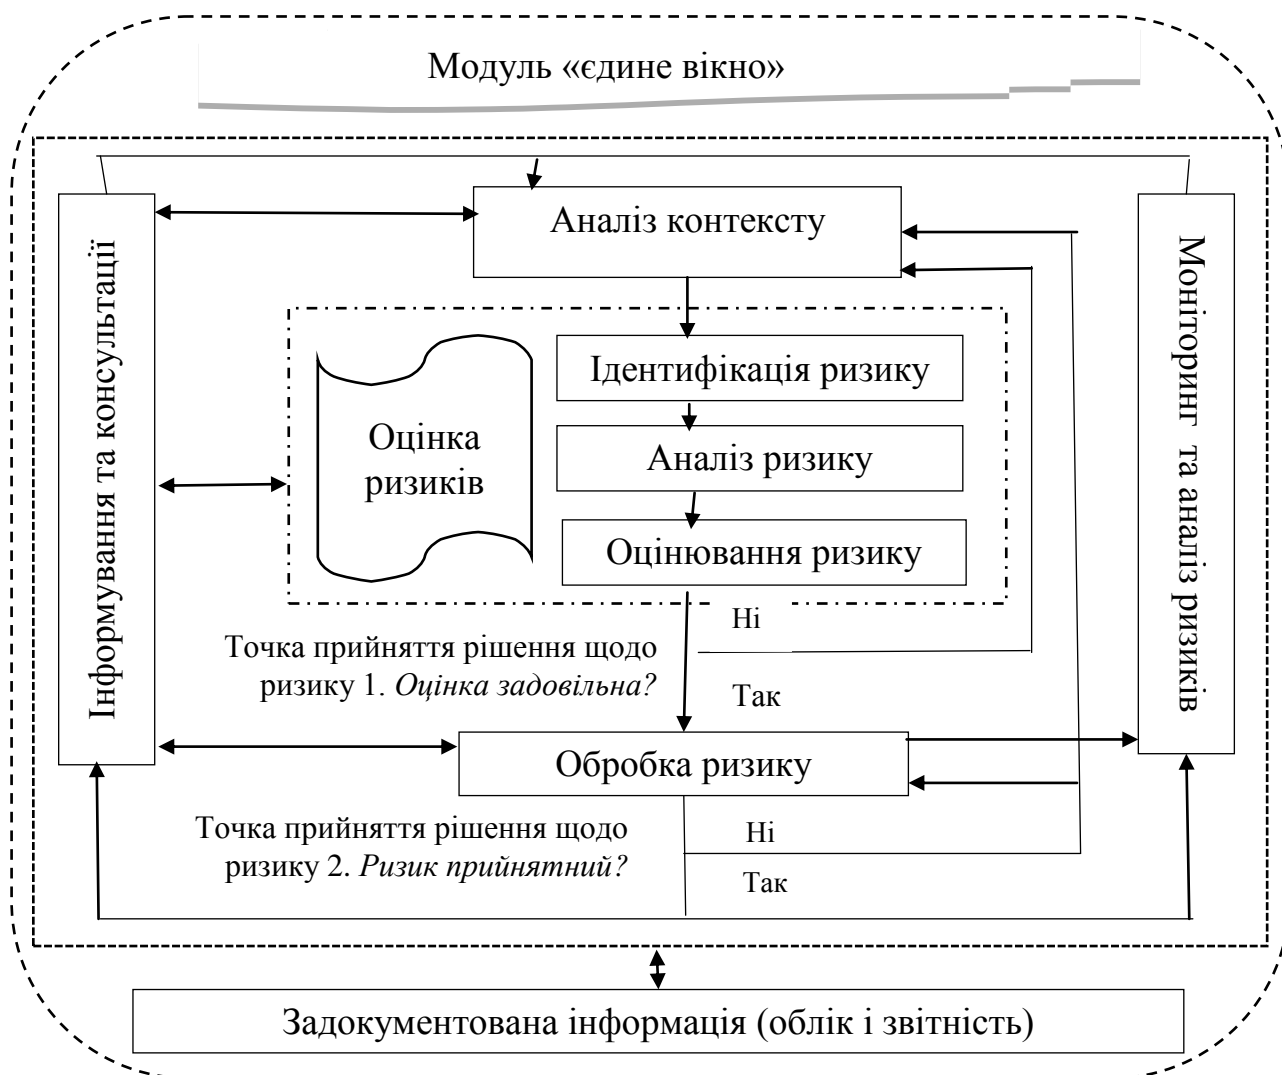 Модуль «єдине вікно»
Інформування та консультації
Аналіз контексту
Моніторинг та аналіз ризиків
Оцінка
ризиків
Ідентифікація ризику
Аналіз ризику
Оцінювання ризику
Ні
Точка прийняття рішення щодо
ризику 1. Оцінка задовільна?
Так
Обробка ризику
Точка прийняття рішення щодо
ризику 2. Ризик прийнятний?
Ні
Так
Задокументована інформація (облік і звітність)